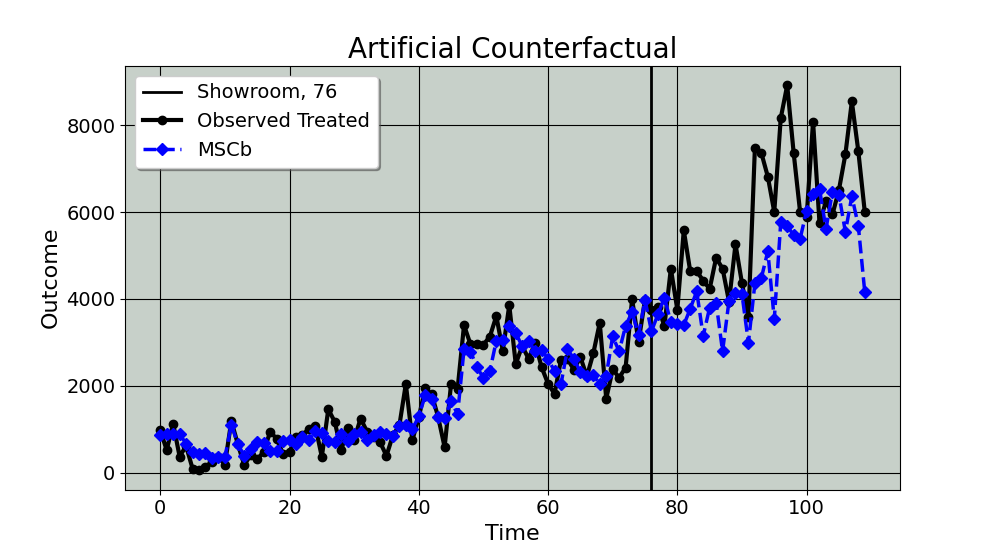 Artificial Counterfactual
Showroom, 76
Observed Treated
MSCb
8000
6000
4000
2000
0
Outcome
0 20 40 60 80 100
Time